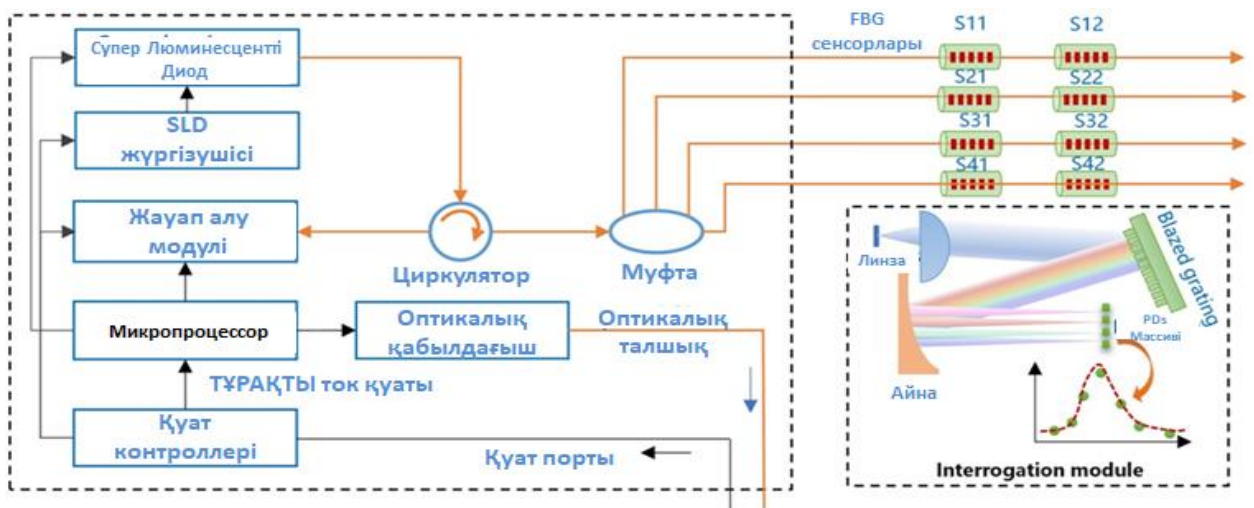 Супер Люминесцентті
Диод
SLD
жүргізушісі
Жауап алу
модулі
Микропроцессор
Қуат
контроллері
ТҰРАҚТЫ ток қуаты
Оптикалық
қабылдағыш
Оптикалық
талшық
Қуат порты
Циркулятор
Муфта
FBG
сенсорлары
S11
S12
S21
S22
S31
S32
S41
S42
Линза
Blazed grating
PDs
Массиві
Айна
Interrogation module